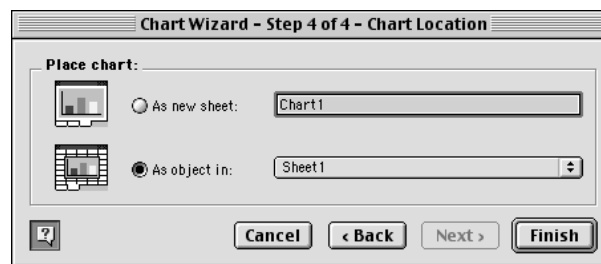 Chart Wizard – Step 4 of 4 – Chart Location
Place chart:
As new sheet: Chart1
As object in: Sheet1
? Cancel < Back Next > Finish